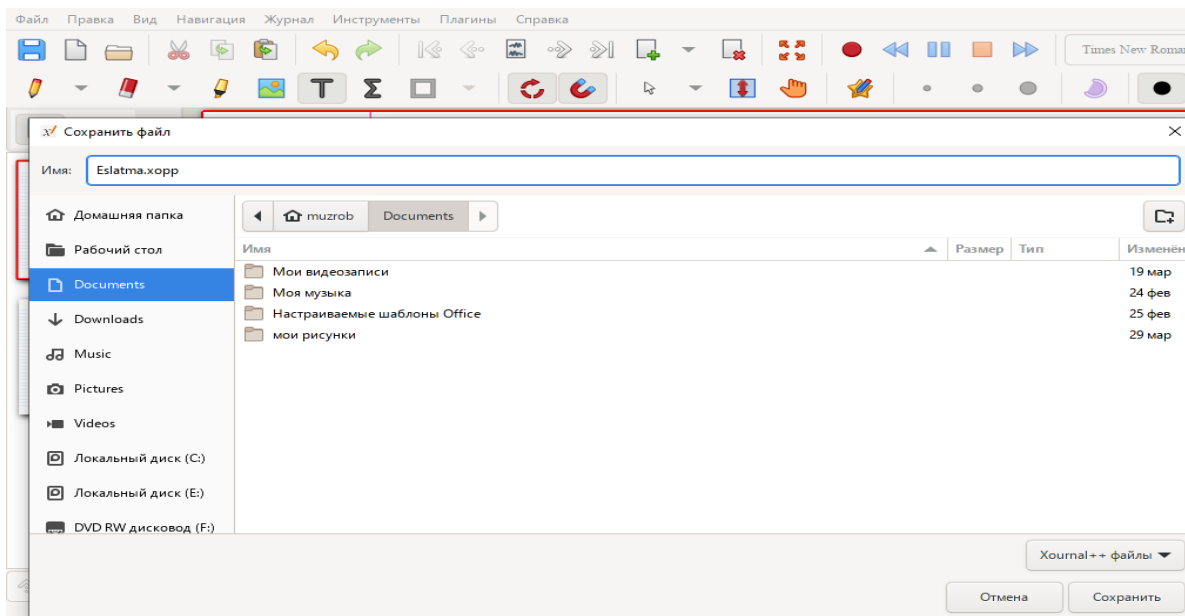 Файл Правка Вид Навигация Журнал Инструменты Плагины Справка
Times New Roma
Сохранить файл
Имя: Eslatma.xopp
Домашняя папка
Рабочий стол
Documents
Downloads
Music
Pictures
Videos
Локальный диск (C:)
Локальный диск (E:)
DVD RW дисковод (F:)
muzrob Documents
Имя Размер Тип Изменён
Мои видеозаписи 19 мар
Моя музыка 24 фев
Настраиваемые шаблоны Office 25 фев
мои рисунки 29 мар
Xournal++ файлы
Отмена Сохранить